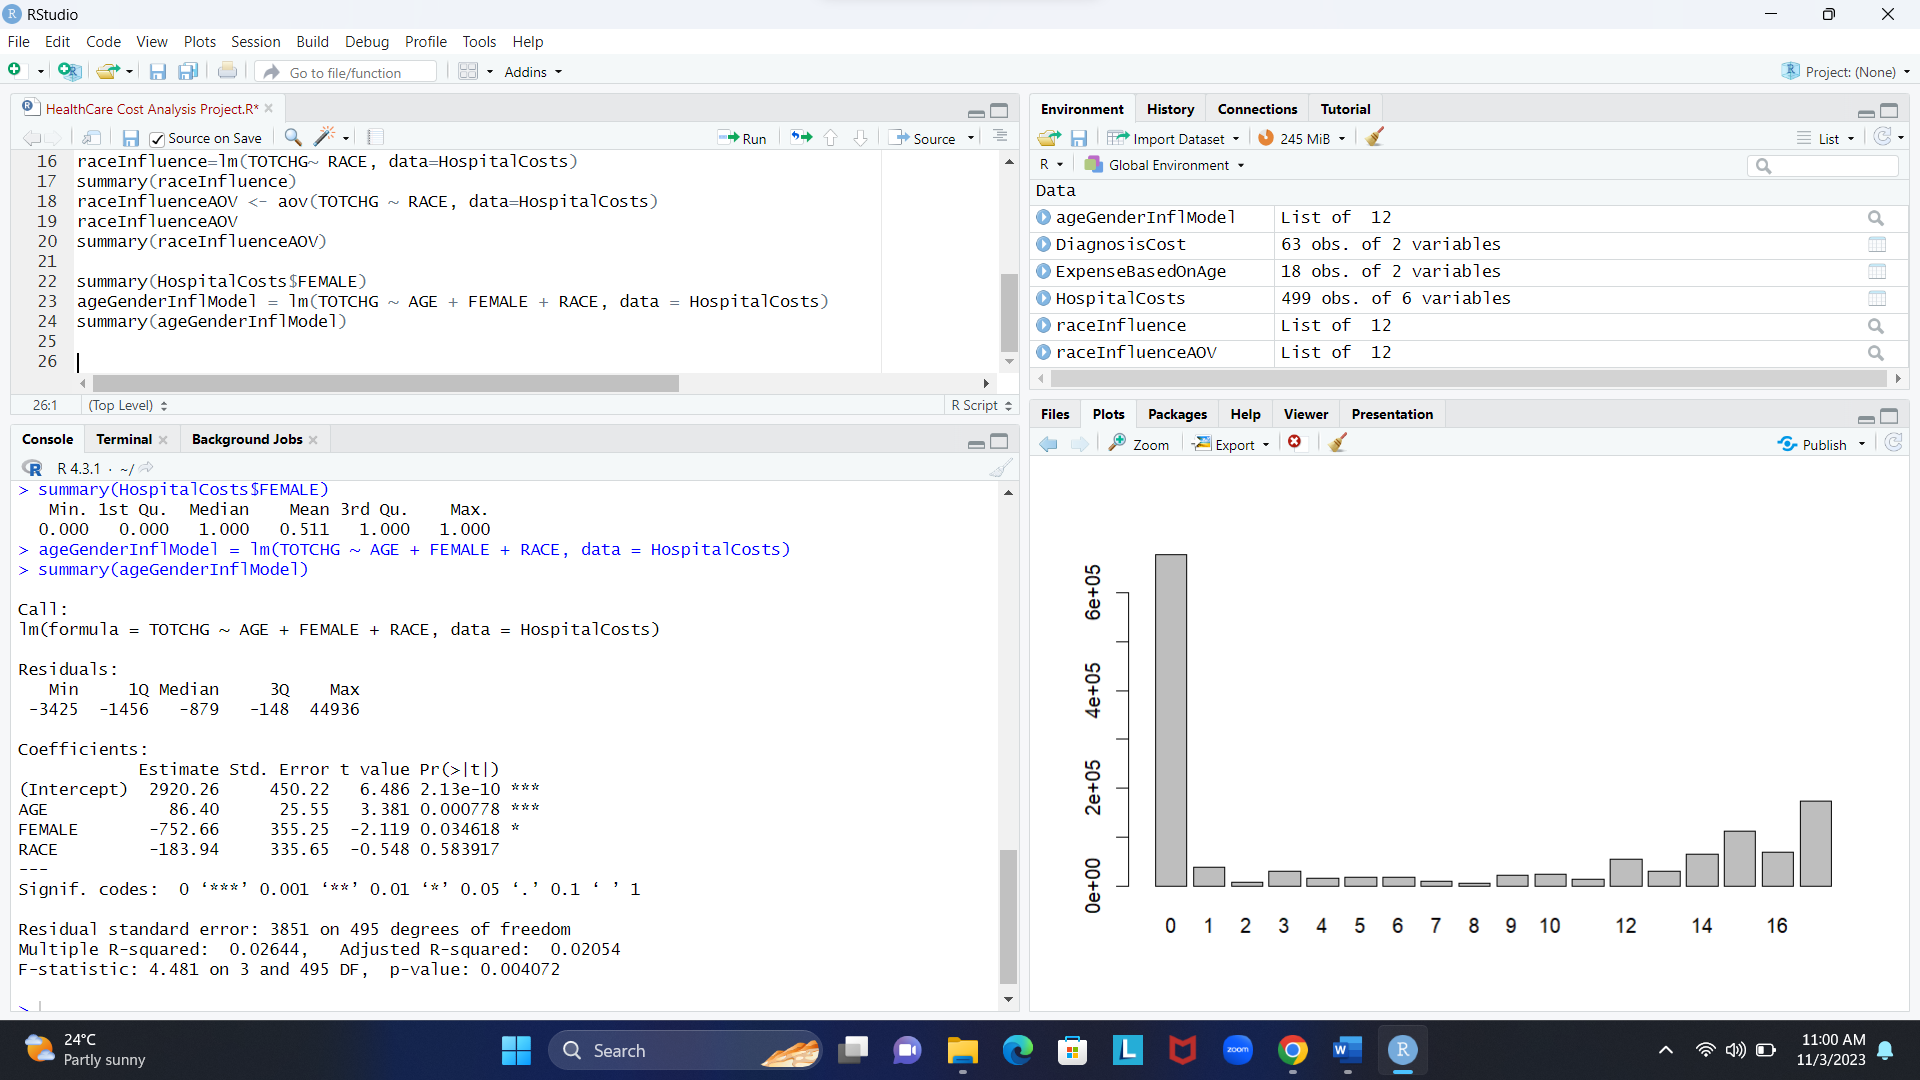 RStudio
File Edit Code View Plots Session Build Debug Profile Tools Help
Go to file/function Addins Project: (None)
HealthCare Cost Analysis Project.R*
Source on Save Run Source
16 raceInfluence=lm(TOTCHG~ RACE, data=HospitalCosts)
17 summary(raceInfluence)
18 raceInfluenceAOV <- aov(TOTCHG ~ RACE, data=HospitalCosts)
19 raceInfluenceAOV
20 summary(raceInfluenceAOV)
21
22 summary(HospitalCosts$FEMALE)
23 ageGenderInflModel = lm(TOTCHG ~ AGE + FEMALE + RACE, data = HospitalCosts)
24 summary(ageGenderInflModel)
25
26
26:1 (Top Level) R Script
Console Terminal Background Jobs
R 4.3.1 · ~/
> summary(HospitalCosts$FEMALE)
Min. 1st Qu. Median Mean 3rd Qu. Max.
0.000 0.000 1.000 0.511 1.000 1.000
> ageGenderInflModel = lm(TOTCHG ~ AGE + FEMALE + RACE, data = HospitalCosts)
> summary(ageGenderInflModel)
Call:
lm(formula = TOTCHG ~ AGE + FEMALE + RACE, data = HospitalCosts)
Residuals:
Min 1Q Median 3Q Max
-3425 -1456 -879 -148 44936
Coefficients:
Estimate Std. Error t value Pr(>|t|)
(Intercept) 2920.26 450.22 6.486 2.13e-10 ***
AGE 86.40 25.55 3.381 0.000778 ***
FEMALE -752.66 355.25 -2.119 0.034618 *
RACE -183.94 335.65 -0.548 0.583917
---
Signif. codes: 0 ‘***’ 0.001 ‘**’ 0.01 ‘*’ 0.05 ‘.’ 0.1 ‘ ’ 1
Residual standard error: 3851 on 495 degrees of freedom
Multiple R-squared: 0.02644, Adjusted R-squared: 0.02054
F-statistic: 4.481 on 3 and 495 DF, p-value: 0.004072
>
Environment History Connections Tutorial
Import Dataset 245 MiB List
R Global Environment
Data
ageGenderInflModel List of 12
DiagnosisCost 63 obs. of 2 variables
ExpenseBasedOnAge 18 obs. of 2 variables
HospitalCosts 499 obs. of 6 variables
raceInfluence List of 12
raceInfluenceAOV List of 12
Files Plots Packages Help Viewer Presentation
Zoom Export Publish
6e+05
4e+05
2e+05
0e+00
0 1 2 3 4 5 6 7 8 9 10 12 14 16
24°C
Partly sunny
Search
zoom
11:00 AM
11/3/2023